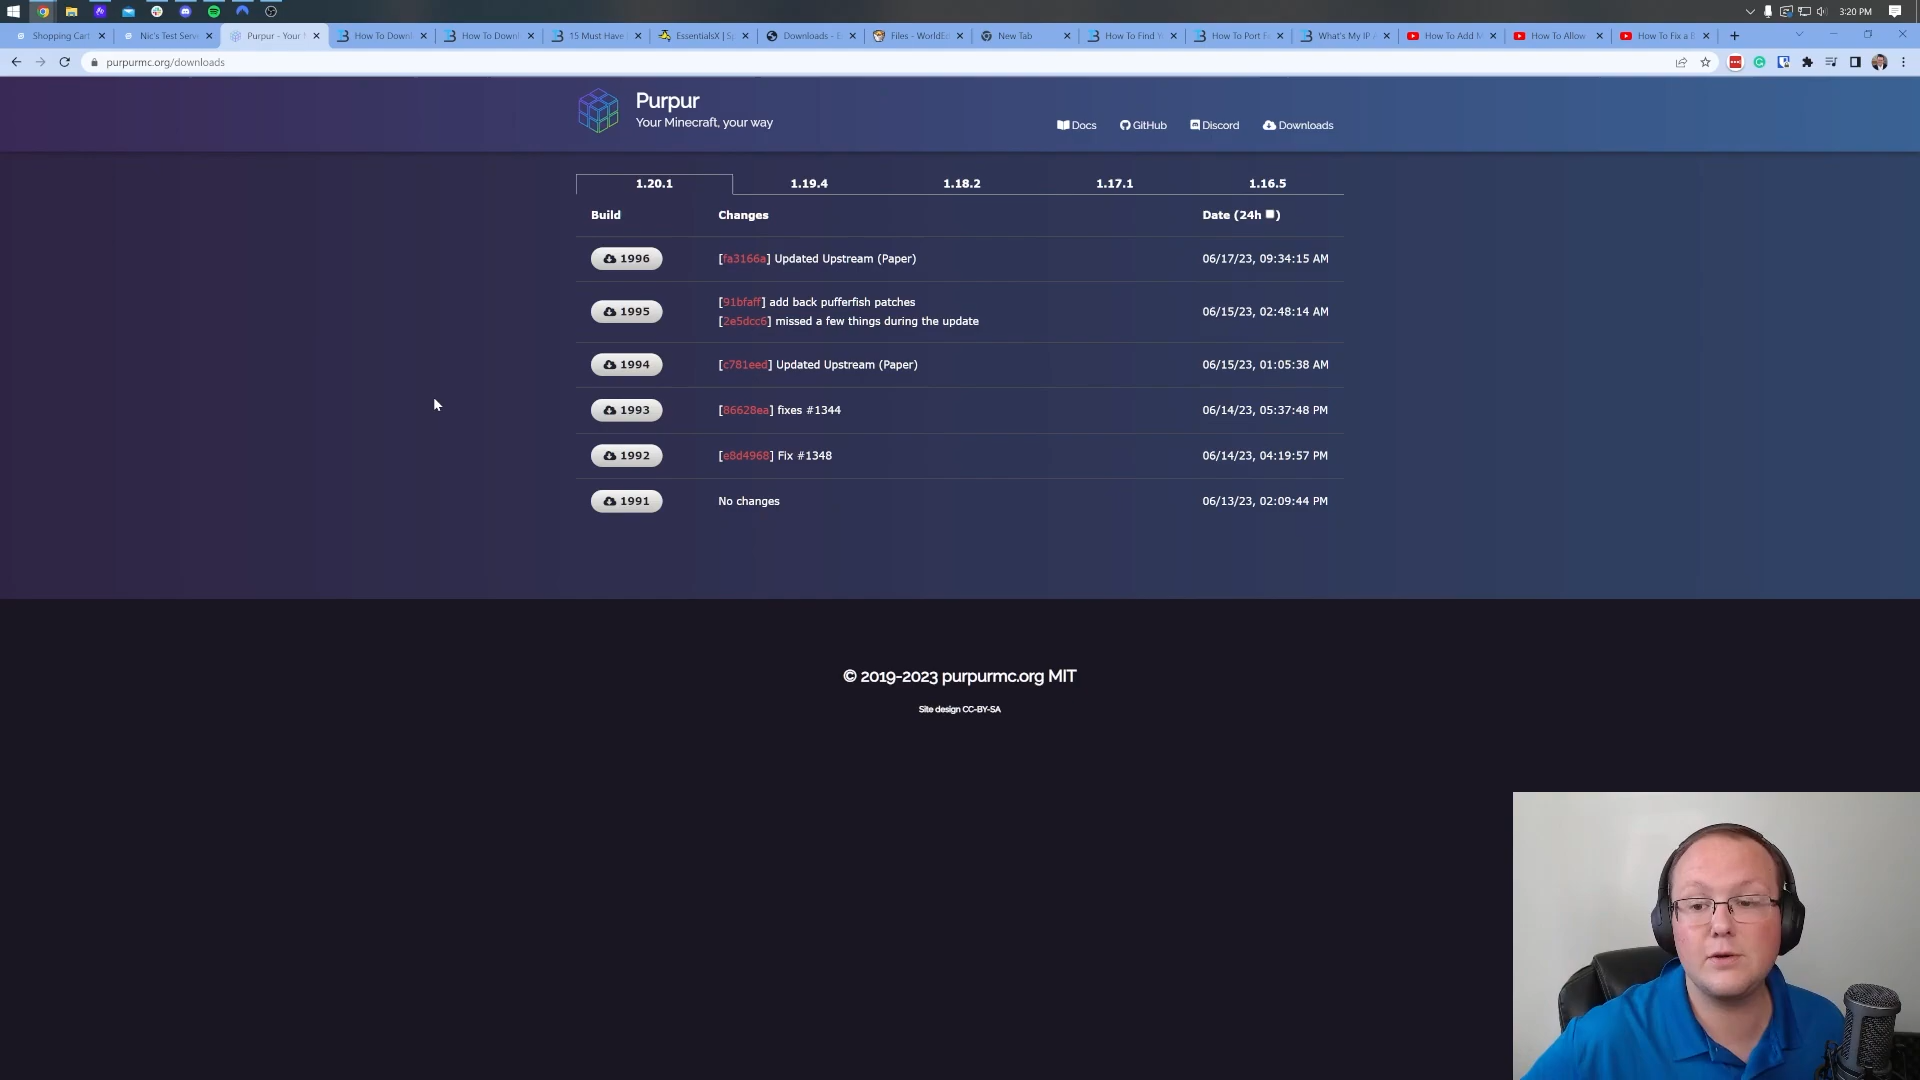 3:20 PM
Shopping Cart
Nic's Test Serv
Purpur - Your
How To Downl
How To Downl
15 Must Have
EssentialsX | Sp
Downloads - E
Files - WorldEd
New Tab
How To Find Y
How To Port F
What's My IP A
How To Add M
How To Allow
How To Fix a B
purpurmc.org/downloads
Purpur
Your Minecraft, your way
Docs
GitHub
Discord
Downloads
1.20.1 1.19.4 1.18.2 1.17.1 1.16.5
Build Changes Date (24h )
1996 [fa3166a] Updated Upstream (Paper) 06/17/23, 09:34:15 AM
[91bfaff] add back pufferfish patches
1995 06/15/23, 02:48:14 AM
[2e5dcc6] missed a few things during the update
1994 [c781eed] Updated Upstream (Paper) 06/15/23, 01:05:38 AM
1993 [86628ea] fixes #1344 06/14/23, 05:37:48 PM
1992 [e8d4968] Fix #1348 06/14/23, 04:19:57 PM
1991 No changes 06/13/23, 02:09:44 PM
© 2019-2023 purpurmc.org MIT
Site design CC-BY-SA